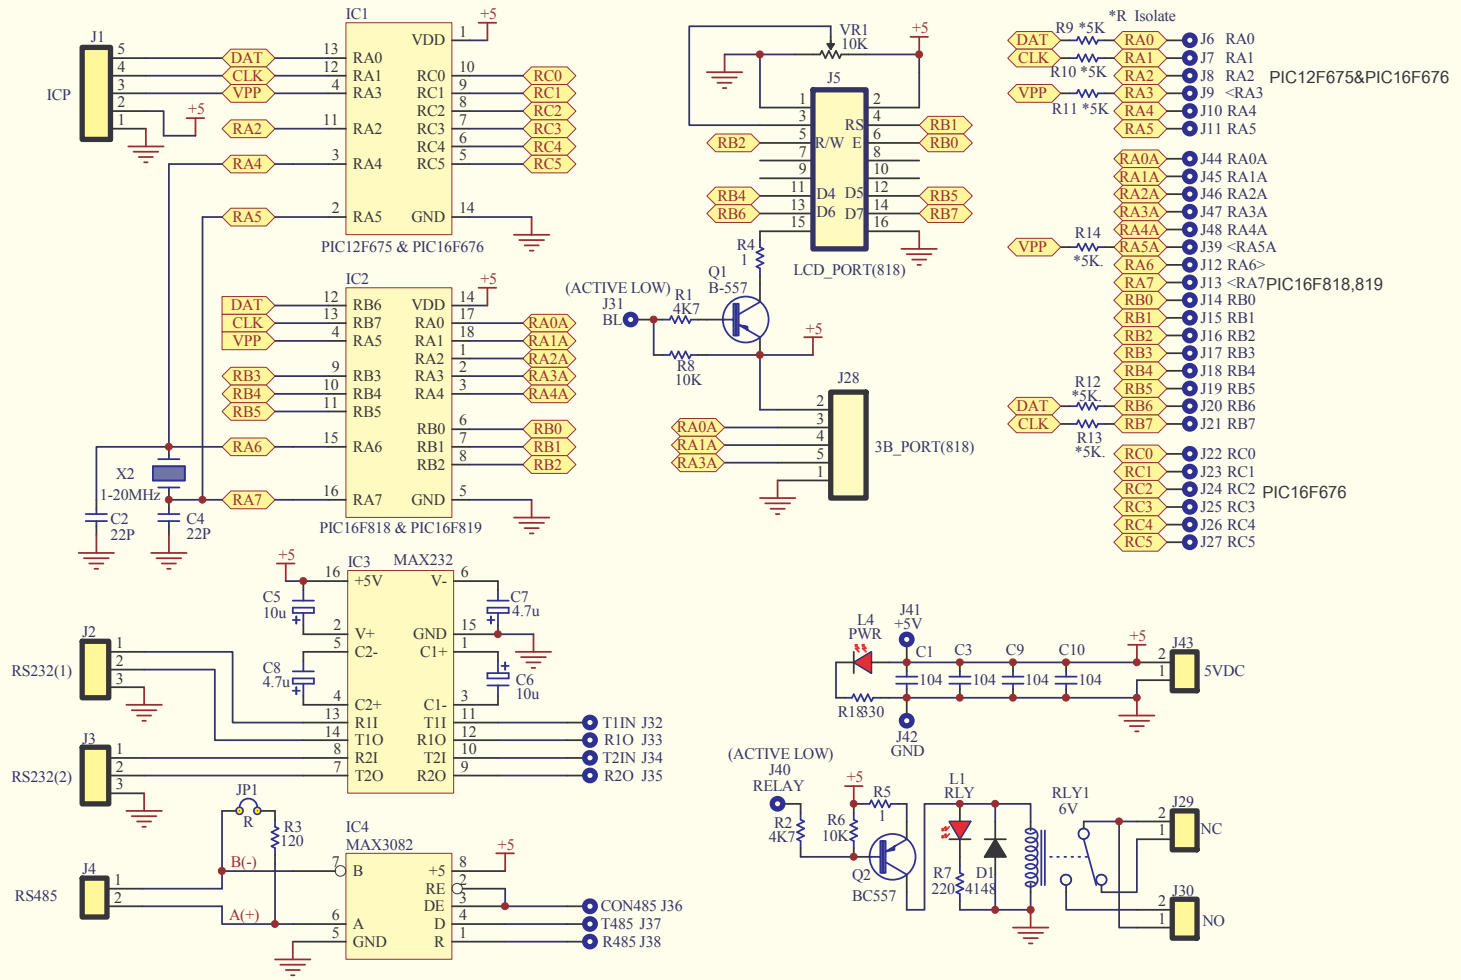 J1
5
4
3
2
1
ICP
DAT
CLK
VPP
+5
RA2
RA4
RA5
IC1
13 RA0
12 RA1
4 RA3
11 RA2
3 RA4
2 RA5
VDD 1
+5
RC0 10 RC0
RC1 9 RC1
RC2 8 RC2
RC3 7 RC3
RC4 6 RC4
RC5 5 RC5
GND 14
PIC12F675 & PIC16F676
IC2
DAT 12 RB6
CLK 13 RB7
VPP 4 RA5
RB3 9 RB3
RB4 10 RB4
RB5 11 RB5
RA6 15 RA6
RA7 16 RA7
VDD 14
+5
RA0 17 RA0A
RA1 18 RA1A
RA2 1 RA2A
RA3 2 RA3A
RA4 3 RA4A
RB0 6 RB0
RB1 7 RB1
RB2 8 RB2
GND 5
PIC16F818 & PIC16F819
X2
1-20MHz
C2
22P
C4
22P
VR1
10K
+5
J5
1
3
5 R/W
7
9
11 D4
13 D6
15
2
RS 4
E 6
8
10
D5 12
D7 14
16
RB2
RB4
RB6
RB1
RB0
RB5
RB7
LCD_PORT(818)
R4
1
Q1
B-557
(ACTIVE LOW)
J31
BL
R1
4K7
R8
10K
+5
J28
2
3
4
5
1
RA0A
RA1A
RA3A
3B_PORT(818)
*R Isolate
DAT R9 *5K RA0 J6 RA0
CLK R10 *5K RA1 J7 RA1
RA2 J8 RA2
VPP R11 *5K RA3 J9 <RA3
RA4 J10 RA4
RA5 J11 RA5
PIC12F675&PIC16F676
RA0A J44 RA0A
RA1A J45 RA1A
RA2A J46 RA2A
RA3A J47 RA3A
RA4A J48 RA4A
VPP R14 *5K. RA5A J39 <RA5A
RA6 J12 RA6>
RA7 J13 <RA7
PIC16F818,819
RB0 J14 RB0
RB1 J15 RB1
RB2 J16 RB2
RB3 J17 RB3
RB4 J18 RB4
RB5 J19 RB5
DAT R12 *5K. RB6 J20 RB6
CLK R13 *5K. RB7 J21 RB7
RC0 J22 RC0
RC1 J23 RC1
RC2 J24 RC2
RC3 J25 RC3
RC4 J26 RC4
RC5 J27 RC5
PIC16F676
+5
IC3 MAX232
16 +5V
2 V+
5 C2-
4 C2+
13 R1I
14 T1O
8 R2I
7 T2O
V- 6
GND 15
C1+ 1
C1- 3
T1I 11
R1O 12
T2I 10
R2O 9
C5
10u
+
C8
4.7u
+
C7
4.7u
+
+
C6
10u
T1IN J32
R1O J33
T2IN J34
R2O J35
J2
1
2
3
RS232(1)
J3
1
2
3
RS232(2)
JP1
R
R3
120
J4
1
2
RS485
B(-)
A(+)
IC4
MAX3082
7 B
6 A
5 GND
+5 8
RE 2
DE 3
D 4
R 1
+5
CON485 J36
T485 J37
R485 J38
L4
PWR
J41
+5V
C1
104
C3
104
C9
104
C10
104
R18
330
J42
GND
+5
J43
2
1
5VDC
(ACTIVE LOW)
J40
RELAY
R2
4K7
+5
R6
10K
R5
1
Q2
BC557
L1
RLY
R7
220
D1
4148
RLY1
6V
J29
2
1
NC
J30
2
1
NO